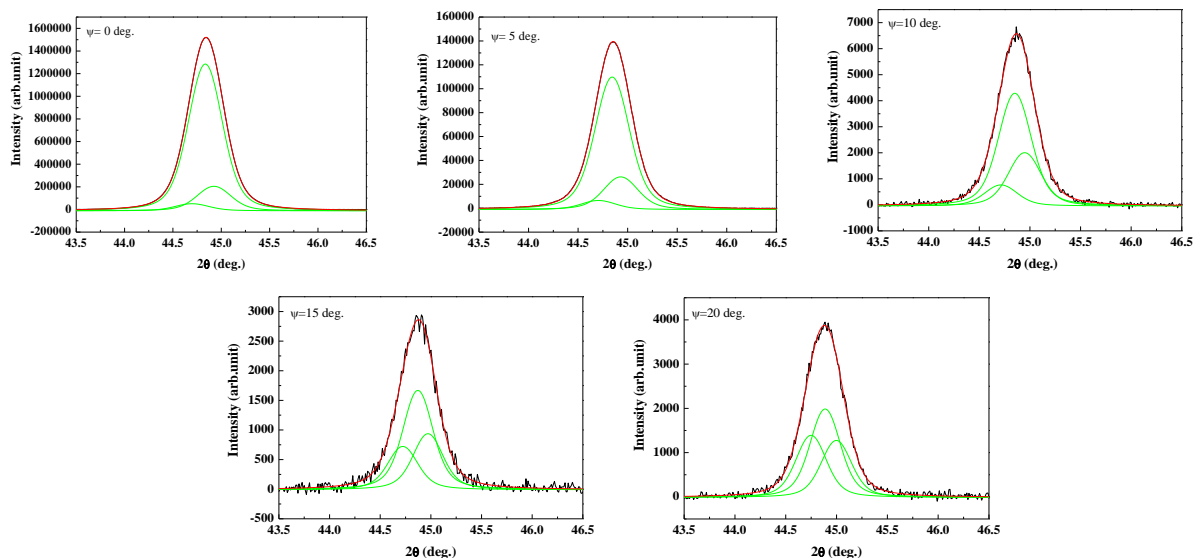 ψ= 0 deg.
Intensity (arb.unit)
1600000
1400000
1200000
1000000
800000
600000
400000
200000
0
-200000
43.5 44.0 44.5 45.0 45.5 46.0 46.5
2θ (deg.)
ψ= 5 deg.
Intensity (arb.unit)
160000
140000
120000
100000
80000
60000
40000
20000
0
-20000
43.5 44.0 44.5 45.0 45.5 46.0 46.5
2θ (deg.)
ψ= 10 deg.
Intensity (arb.unit)
7000
6000
5000
4000
3000
2000
1000
0
-1000
43.5 44.0 44.5 45.0 45.5 46.0 46.5
2θ (deg.)
ψ=15 deg.
Intensity (arb.unit)
3000
2500
2000
1500
1000
500
0
-500
43.5 44.0 44.5 45.0 45.5 46.0 46.5
2θ (deg.)
ψ=20 deg.
Intensity (arb.unit)
4000
3000
2000
1000
0
43.5 44.0 44.5 45.0 45.5 46.0 46.5
2θ (deg.)